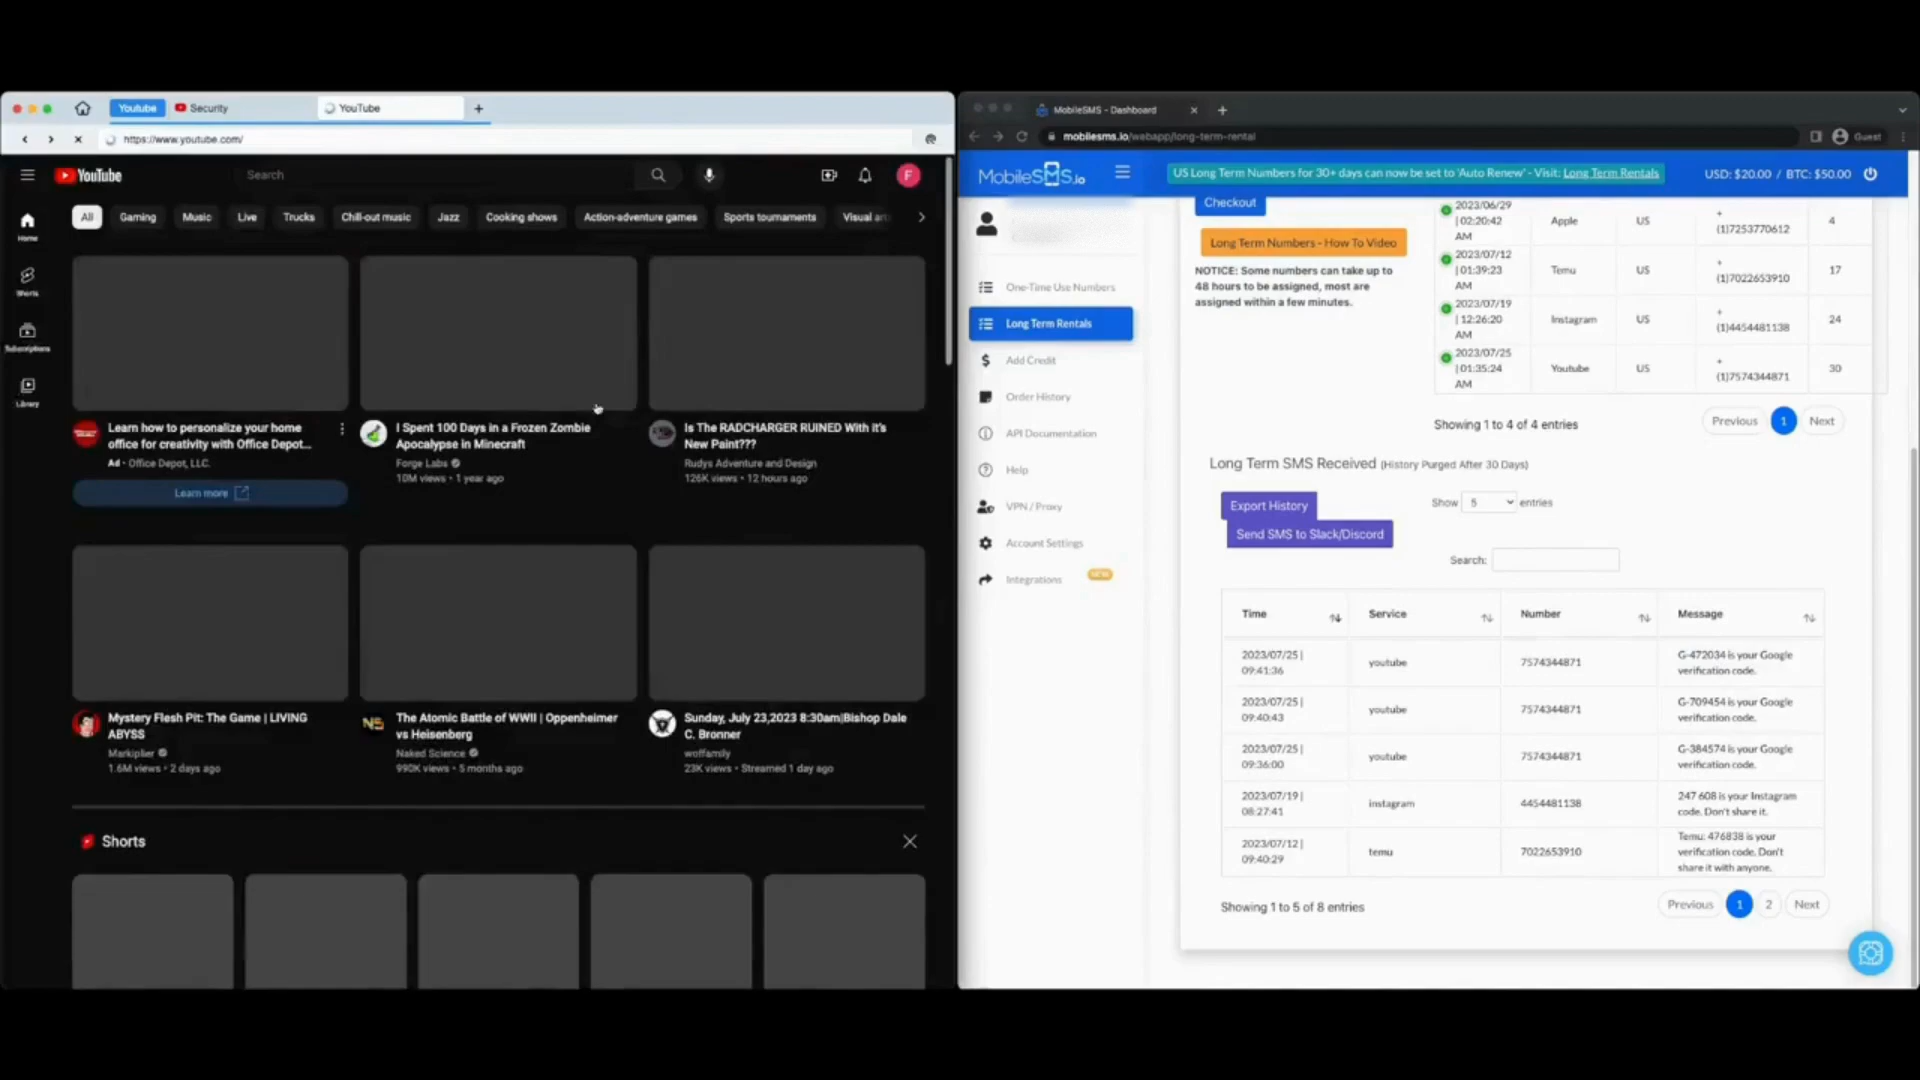 Youtube
Security
YouTube
https://www.youtube.com/
YouTube
Search
F
All
Gaming
Music
Live
Trucks
Chill-out music
Jazz
Cooking shows
Action-adventure games
Sports tournaments
Visual art
Home
Shorts
Subscriptions
Library
Learn how to personalize your home
office for creativity with Office Depot...
Ad • Office Depot, LLC.
Learn more
I Spent 100 Days in a Frozen Zombie
Apocalypse in Minecraft
Forge Labs
10M views • 1 year ago
Is The RADCHARGER RUINED With it's
New Paint???
Rudys Adventure and Design
126K views • 12 hours ago
Mystery Flesh Pit: The Game | LIVING
ABYSS
Markiplier
1.6M views • 2 days ago
NS
The Atomic Battle of WWII | Oppenheimer
vs Heisenberg
Naked Science
990K views • 5 months ago
Sunday, July 23,2023 8:30am|Bishop Dale
C. Bronner
woffamily
23K views • Streamed 1 day ago
Shorts
MobileSMS - Dashboard
mobilesms.io/webapp/long-term-rental
Guest
MobileSMS.io
US Long Term Numbers for 30+ days can now be set to 'Auto Renew' - Visit: Long Term Rentals
USD: $20.00 / BTC: $50.00
One-Time Use Numbers
Long Term Rentals
Add Credit
Order History
API Documentation
Help
VPN / Proxy
Account Settings
Integrations
NEW
Checkout
Long Term Numbers - How To Video
NOTICE: Some numbers can take up to
48 hours to be assigned, most are
assigned within a few minutes.
2023/06/29
| 02:20:42
AM
Apple
US
+
(1)7253770612
4
2023/07/12
| 01:39:23
AM
Temu
US
+
(1)7022653910
17
2023/07/19
| 12:26:20
AM
Instagram
US
+
(1)4454481138
24
2023/07/25
| 01:35:24
AM
Youtube
US
+
(1)7574344871
30
Showing 1 to 4 of 4 entries
Previous
1
Next
Long Term SMS Received (History Purged After 30 Days)
Export History
Send SMS to Slack/Discord
Show 5 entries
Search:
Time
Service
Number
Message
2023/07/25 |
09:41:36
youtube
7574344871
G-472034 is your Google
verification code.
2023/07/25 |
09:40:43
youtube
7574344871
G-709454 is your Google
verification code.
2023/07/25 |
09:36:00
youtube
7574344871
G-384574 is your Google
verification code.
2023/07/19 |
08:27:41
instagram
4454481138
247 608 is your Instagram
code. Don't share it.
2023/07/12 |
09:40:29
temu
7022653910
Temu: 476838 is your
verification code. Don't
share it with anyone.
Showing 1 to 5 of 8 entries
Previous
1
2
Next